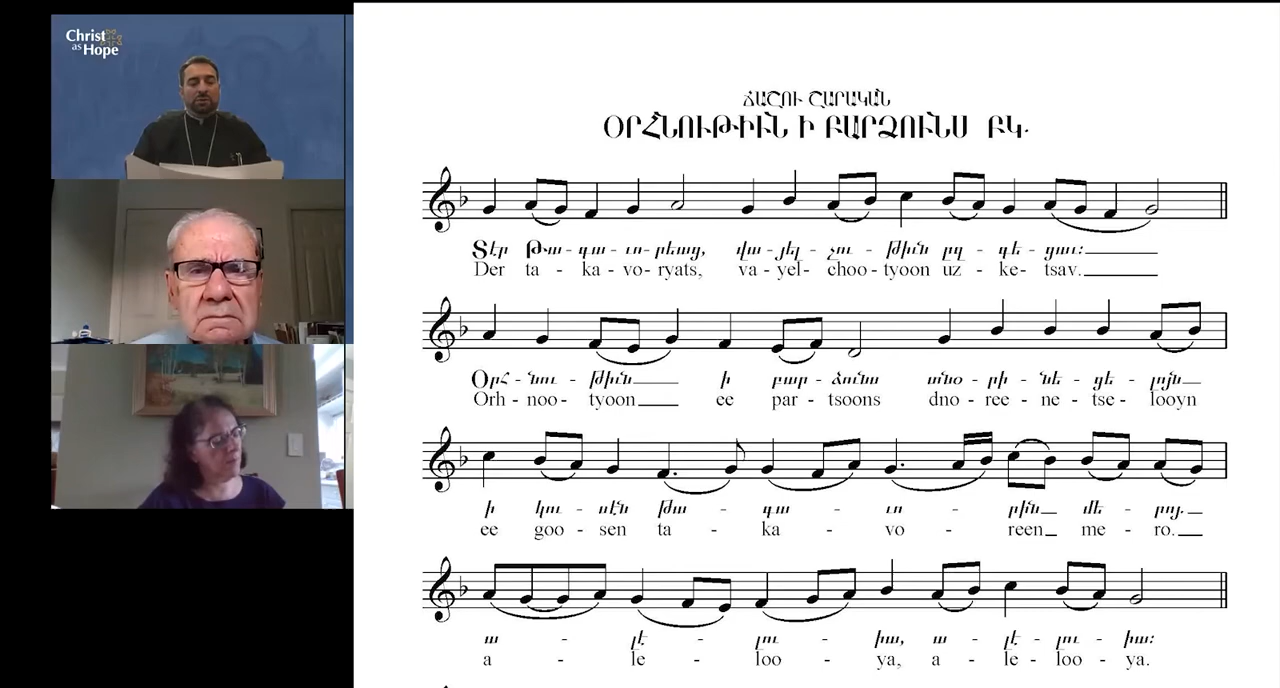 Christ
as Hope
ՃԱՇՈՒ ՇԱՐԱԿԱՆ
ՕՐՀՆՈՒԹԻՒՆ Ի ԲԱՐՁՈՒՆՍ ԲԿ.
Տէր Թա - գա - ւո - րեաց, վա - յել - չու - թիւն ըզ - գե - ցաւ:
Der ta - ka - vo - ryats, va - yel - choo - tyoon uz - ke - tsav.
Օրհ - նու - թիւն ի բար - ձունս տնօ - րի - նե - ցե - լոյն
Orh - noo - tyoon ee par - tsoons dno - ree - ne - tse - looyn
ի կու - սէն թա - գա - ւո - րին մե - րոյ.
ee goo - sen ta - ka - vo - reen me - ro.
ա - լէ - լու - իա, ա - լէ - լու - իա:
a - le - loo - ya, a - le - loo - ya.